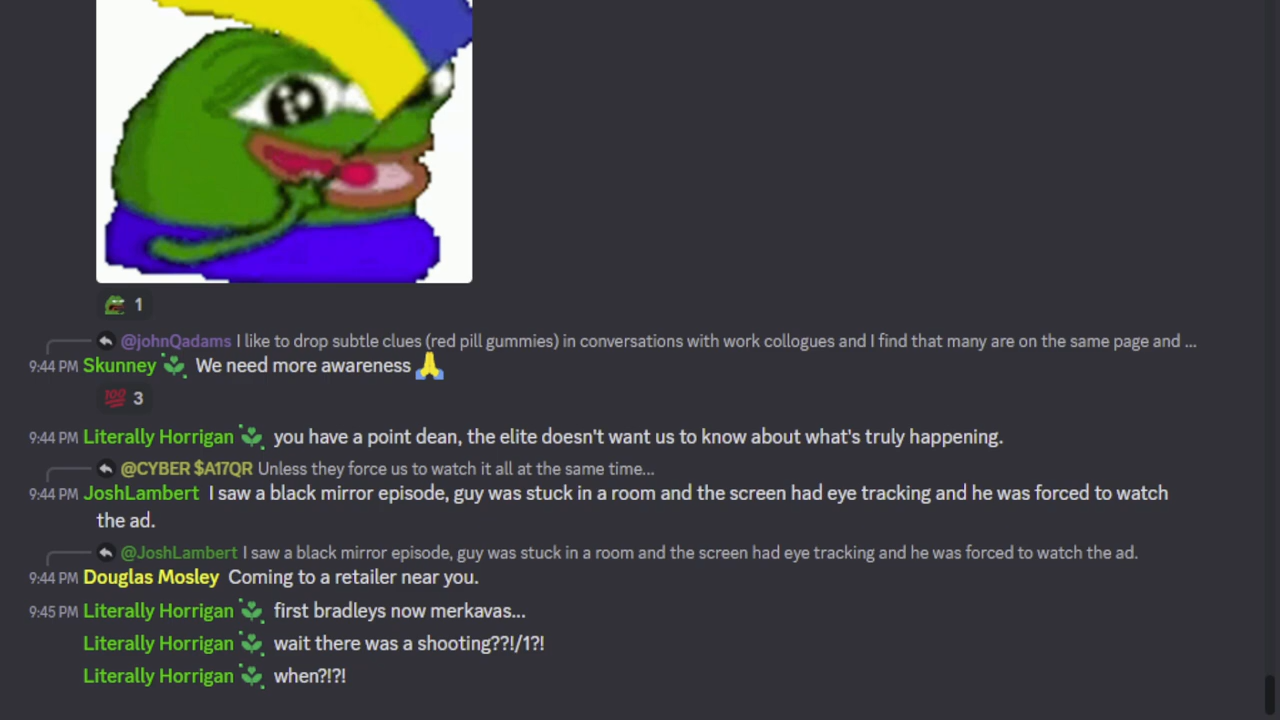 1
@johnQadams I like to drop subtle clues (red pill gummies) in conversations with work collogues and I find that many are on the same page and ...
9:44 PM Skunney We need more awareness 🙏
💯 3
9:44 PM Literally Horrigan you have a point dean, the elite doesn't want us to know about what's truly happening.
@CYBER $A17QR Unless they force us to watch it all at the same time...
9:44 PM JoshLambert I saw a black mirror episode, guy was stuck in a room and the screen had eye tracking and he was forced to watch
the ad.
@JoshLambert I saw a black mirror episode, guy was stuck in a room and the screen had eye tracking and he was forced to watch the ad.
9:44 PM Douglas Mosley Coming to a retailer near you.
9:45 PM Literally Horrigan first bradleys now merkavas...
Literally Horrigan wait there was a shooting??!/1?!
Literally Horrigan when?!?!